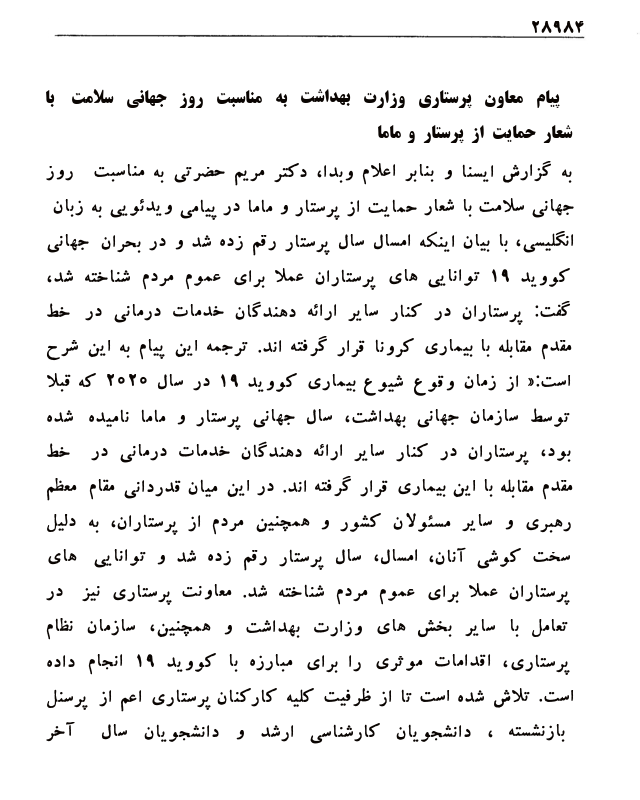 ۲۸۹۸۴
پیام معاون پرستاری وزارت بهداشت به مناسبت روز جهانی سلامت با
شعار حمایت از پرستار و ماما
به گزارش ایسنا و بنابر اعلام وبدا، دکتر مریم حضرتی به مناسبت روز
جهانی سلامت با شعار حمایت از پرستار و ماما در پیامی ویدئویی به زبان
انگلیسی، با بیان اینکه امسال سال پرستار رقم زده شد و در بحران جهانی
کووید ۱۹ توانایی های پرستاران عملا برای عموم مردم شناخته شد،
گفت: پرستاران در کنار سایر ارائه دهندگان خدمات درمانی در خط
مقدم مقابله با بیماری کرونا قرار گرفته اند. ترجمه این پیام به این شرح
است:« از زمان وقوع شیوع بیماری کووید ۱۹ در سال ۲۰۲۰ که قبلا
توسط سازمان جهانی بهداشت، سال جهانی پرستار و ماما نامیده شده
بود، پرستاران در کنار سایر ارائه دهندگان خدمات درمانی در خط
مقدم مقابله با این بیماری قرار گرفته اند. در این میان قدردانی مقام معظم
رهبری و سایر مسئولان کشور و همچنین مردم از پرستاران، به دلیل
سخت کوشی آنان، امسال، سال پرستار رقم زده شد و توانایی های
پرستاران عملا برای عموم مردم شناخته شد. معاونت پرستاری نیز در
تعامل با سایر بخش های وزارت بهداشت و همچنین، سازمان نظام
پرستاری، اقدامات موثری را برای مبارزه با کووید ۱۹ انجام داده
است. تلاش شده است تا از ظرفیت کلیه کارکنان پرستاری اعم از پرسنل
بازنشسته ، دانشجویان کارشناسی ارشد و دانشجویان سال آخر